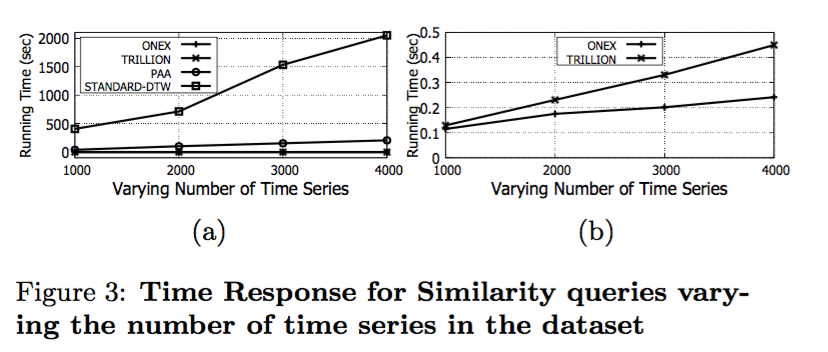 Running Time (sec)
2000
1500
1000
500
0
ONEX
TRILLION
PAA
STANDARD-DTW
1000 2000 3000 4000
Varying Number of Time Series
(a)
Running Time (sec)
0.5
0.4
0.3
0.2
0.1
0
ONEX
TRILLION
1000 2000 3000 4000
Varying Number of Time Series
(b)
Figure 3: Time Response for Similarity queries vary-
ing the number of time series in the dataset